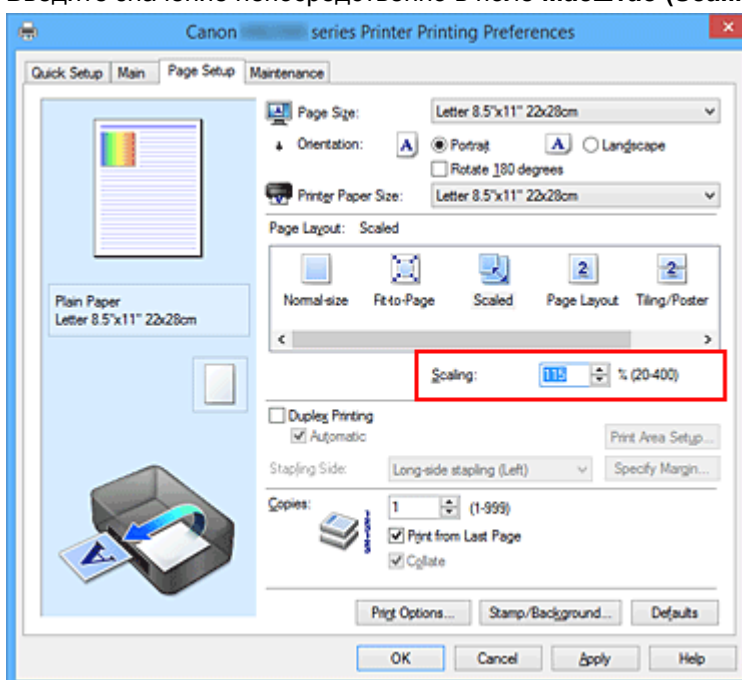 Canon series Printer Printing Preferences
Quick Setup Main Page Setup Maintenance
Page Size: Letter 8.5"x11" 22x28cm
Orientation: A Portrait A Landscape
Rotate 180 degrees
Printer Paper Size: Letter 8.5"x11" 22x28cm
Page Layout: Scaled
Normal-size Fit-to-Page Scaled Page Layout Tiling/Poster
Plain Paper
Letter 8.5"x11" 22x28cm
Scaling: 115 % (20-400)
Duplex Printing
Automatic Print Area Setup...
Stapling Side: Long-side stapling (Left) Specify Margin...
Copies: 1 (1-999)
Print from Last Page
Collate
Print Options... Stamp/Background... Defaults
OK Cancel Apply Help